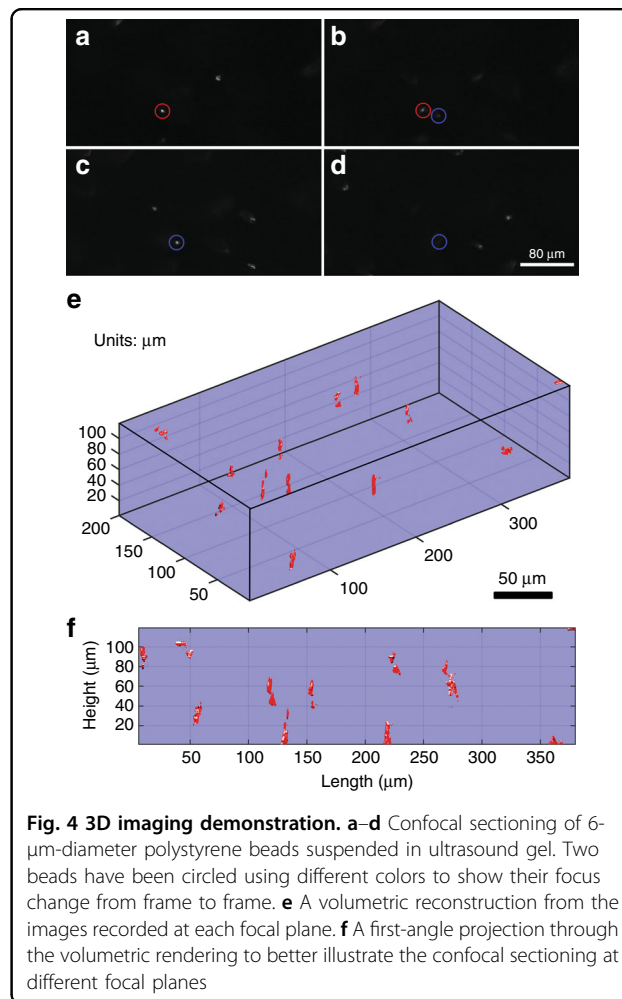 a
b
c
d
80 µm
e
Units: µm
100
80
60
40
20
200
150
100
50
100
200
300
50 µm
f
Height (µm)
100
80
60
40
20
50
100
150
200
250
300
350
Length (µm)
Fig. 4 3D imaging demonstration. a–d Confocal sectioning of 6-
µm-diameter polystyrene beads suspended in ultrasound gel. Two
beads have been circled using different colors to show their focus
change from frame to frame. e A volumetric reconstruction from the
images recorded at each focal plane. f A first-angle projection through
the volumetric rendering to better illustrate the confocal sectioning at
different focal planes